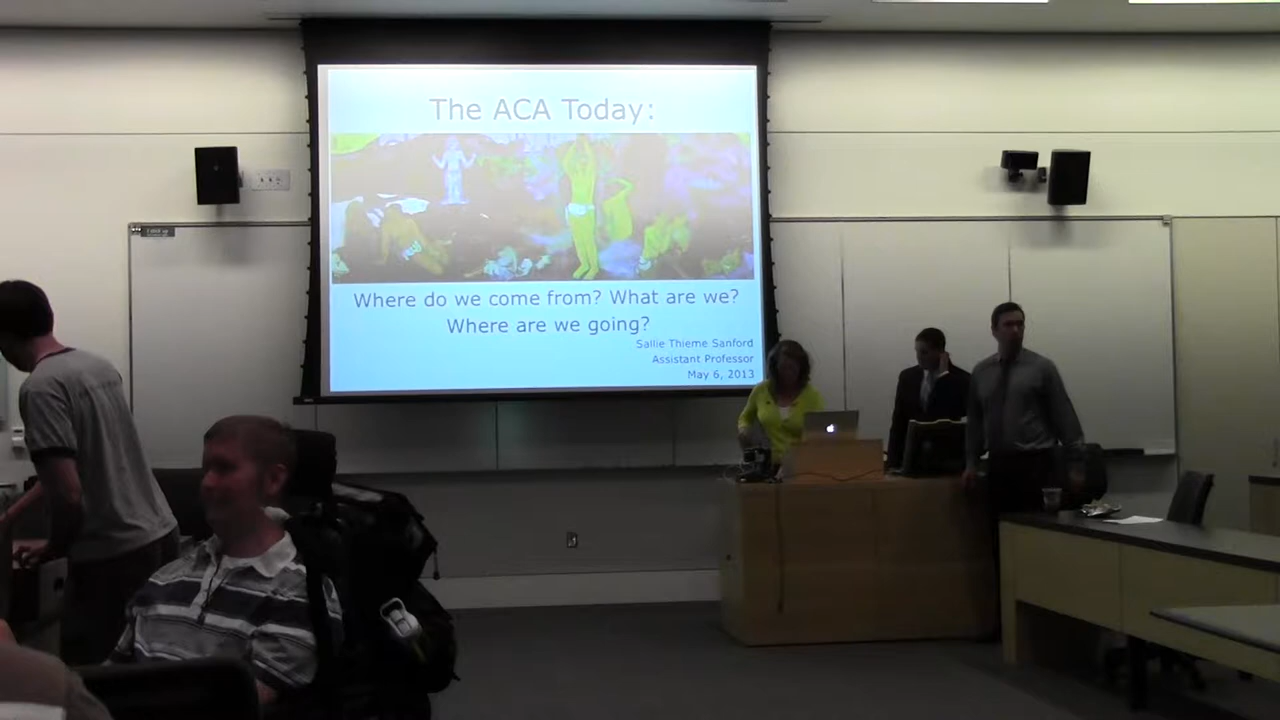 The ACA Today:
Where do we come from? What are we?
Where are we going?
Sallie Thieme Sanford
Assistant Professor
May 6, 2013